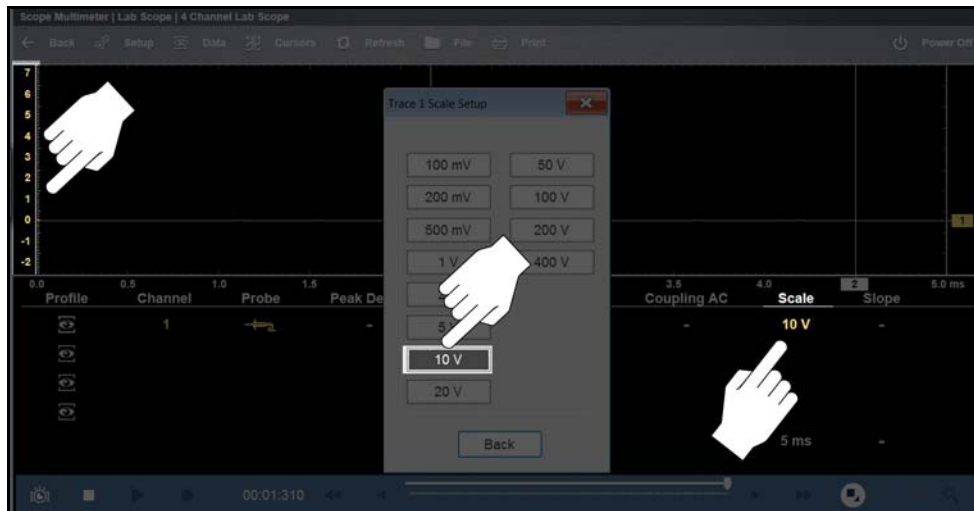 Scope Multimeter | Lab Scope | 4 Channel Lab Scope
Back Setup Data Cursors Refresh File Print Power Off
Trace 1 Scale Setup
7
6
5
4
3
2
1
0
-1
-2
1
100 mV 50 V
200 mV 100 V
500 mV 200 V
1 V 400 V
5
10 V
20 V
Back
0.0 0.5 1.0 1.5 3.5 4.0 2 5.0 ms
Profile Channel Probe Peak De Coupling AC Scale Slope
1 - - 10 V -
5 ms -
00:01:310